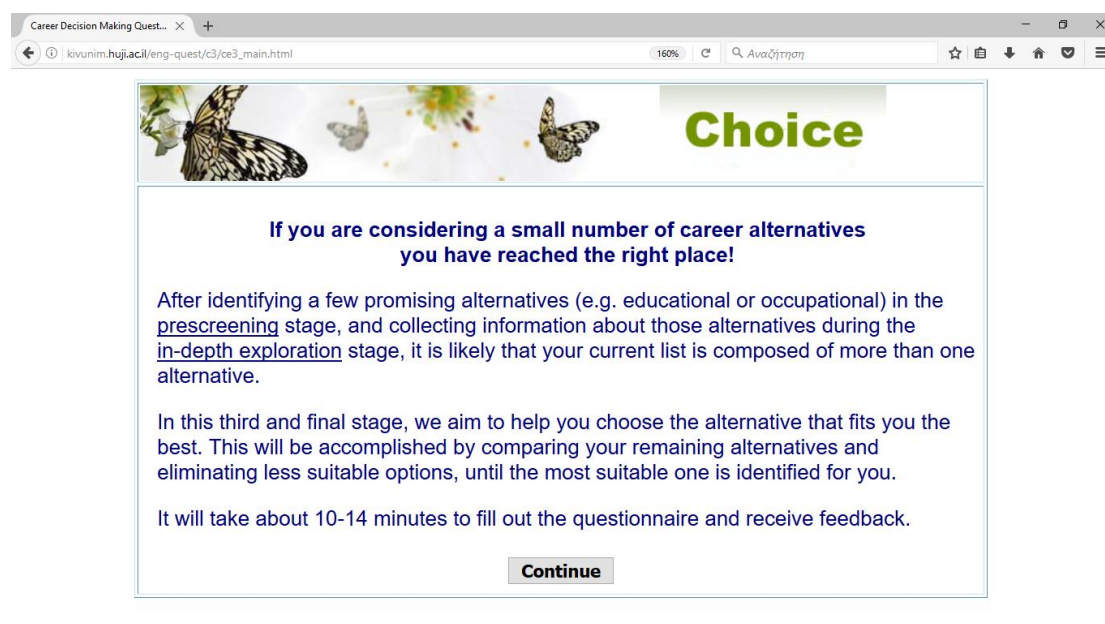 Career Decision Making Quest...
kivunim.huji.ac.il/eng-quest/c3/ce3_main.html
160%
Αναζήτηση
Choice
If you are considering a small number of career alternatives
you have reached the right place!
After identifying a few promising alternatives (e.g. educational or occupational) in the
prescreening stage, and collecting information about those alternatives during the
in-depth exploration stage, it is likely that your current list is composed of more than one
alternative.
In this third and final stage, we aim to help you choose the alternative that fits you the
best. This will be accomplished by comparing your remaining alternatives and
eliminating less suitable options, until the most suitable one is identified for you.
It will take about 10-14 minutes to fill out the questionnaire and receive feedback.
Continue